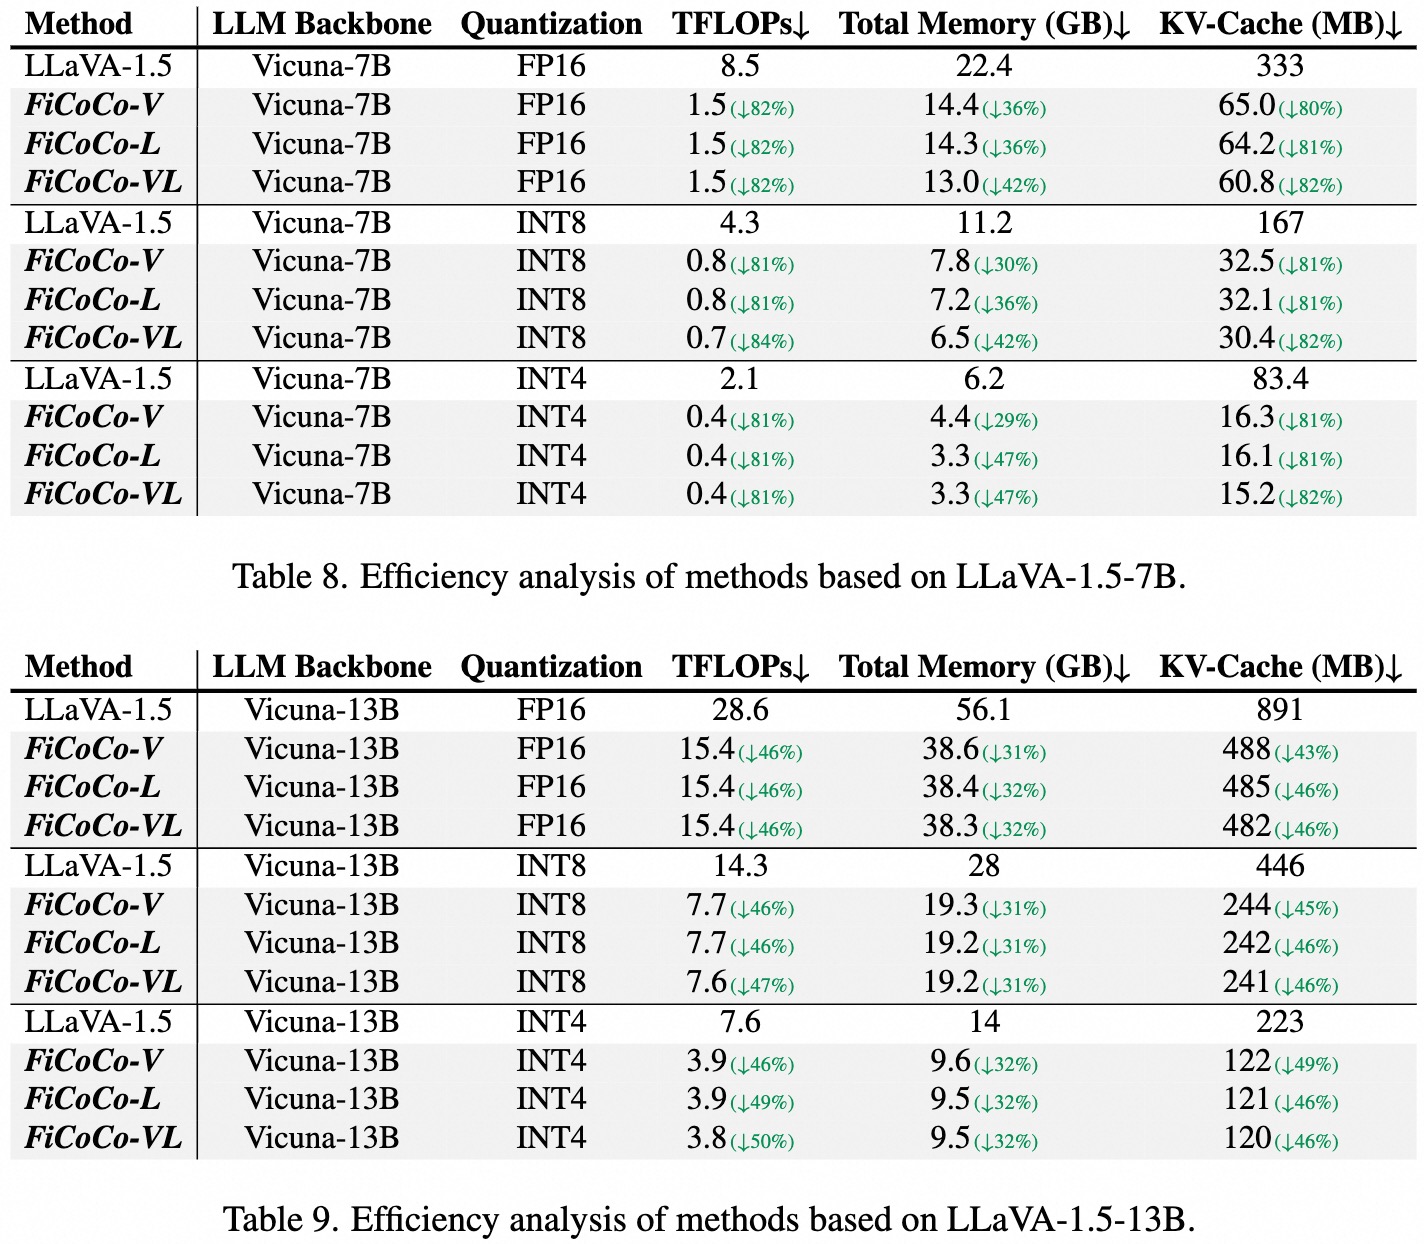 Method LLM Backbone Quantization TFLOPs↓ Total Memory (GB)↓ KV-Cache (MB)↓
LLaVA-1.5 Vicuna-7B FP16 8.5 22.4 333
FiCoCo-V Vicuna-7B FP16 1.5(↓82%) 14.4(↓36%) 65.0(↓80%)
FiCoCo-L Vicuna-7B FP16 1.5(↓82%) 14.3(↓36%) 64.2(↓81%)
FiCoCo-VL Vicuna-7B FP16 1.5(↓82%) 13.0(↓42%) 60.8(↓82%)
LLaVA-1.5 Vicuna-7B INT8 4.3 11.2 167
FiCoCo-V Vicuna-7B INT8 0.8(↓81%) 7.8(↓30%) 32.5(↓81%)
FiCoCo-L Vicuna-7B INT8 0.8(↓81%) 7.2(↓36%) 32.1(↓81%)
FiCoCo-VL Vicuna-7B INT8 0.7(↓84%) 6.5(↓42%) 30.4(↓82%)
LLaVA-1.5 Vicuna-7B INT4 2.1 6.2 83.4
FiCoCo-V Vicuna-7B INT4 0.4(↓81%) 4.4(↓29%) 16.3(↓81%)
FiCoCo-L Vicuna-7B INT4 0.4(↓81%) 3.3(↓47%) 16.1(↓81%)
FiCoCo-VL Vicuna-7B INT4 0.4(↓81%) 3.3(↓47%) 15.2(↓82%)
Table 8. Efficiency analysis of methods based on LLaVA-1.5-7B.
Method LLM Backbone Quantization TFLOPs↓ Total Memory (GB)↓ KV-Cache (MB)↓
LLaVA-1.5 Vicuna-13B FP16 28.6 56.1 891
FiCoCo-V Vicuna-13B FP16 15.4(↓46%) 38.6(↓31%) 488(↓43%)
FiCoCo-L Vicuna-13B FP16 15.4(↓46%) 38.4(↓32%) 485(↓46%)
FiCoCo-VL Vicuna-13B FP16 15.4(↓46%) 38.3(↓32%) 482(↓46%)
LLaVA-1.5 Vicuna-13B INT8 14.3 28 446
FiCoCo-V Vicuna-13B INT8 7.7(↓46%) 19.3(↓31%) 244(↓45%)
FiCoCo-L Vicuna-13B INT8 7.7(↓46%) 19.2(↓31%) 242(↓46%)
FiCoCo-VL Vicuna-13B INT8 7.6(↓47%) 19.2(↓31%) 241(↓46%)
LLaVA-1.5 Vicuna-13B INT4 7.6 14 223
FiCoCo-V Vicuna-13B INT4 3.9(↓46%) 9.6(↓32%) 122(↓49%)
FiCoCo-L Vicuna-13B INT4 3.9(↓49%) 9.5(↓32%) 121(↓46%)
FiCoCo-VL Vicuna-13B INT4 3.8(↓50%) 9.5(↓32%) 120(↓46%)
Table 9. Efficiency analysis of methods based on LLaVA-1.5-13B.